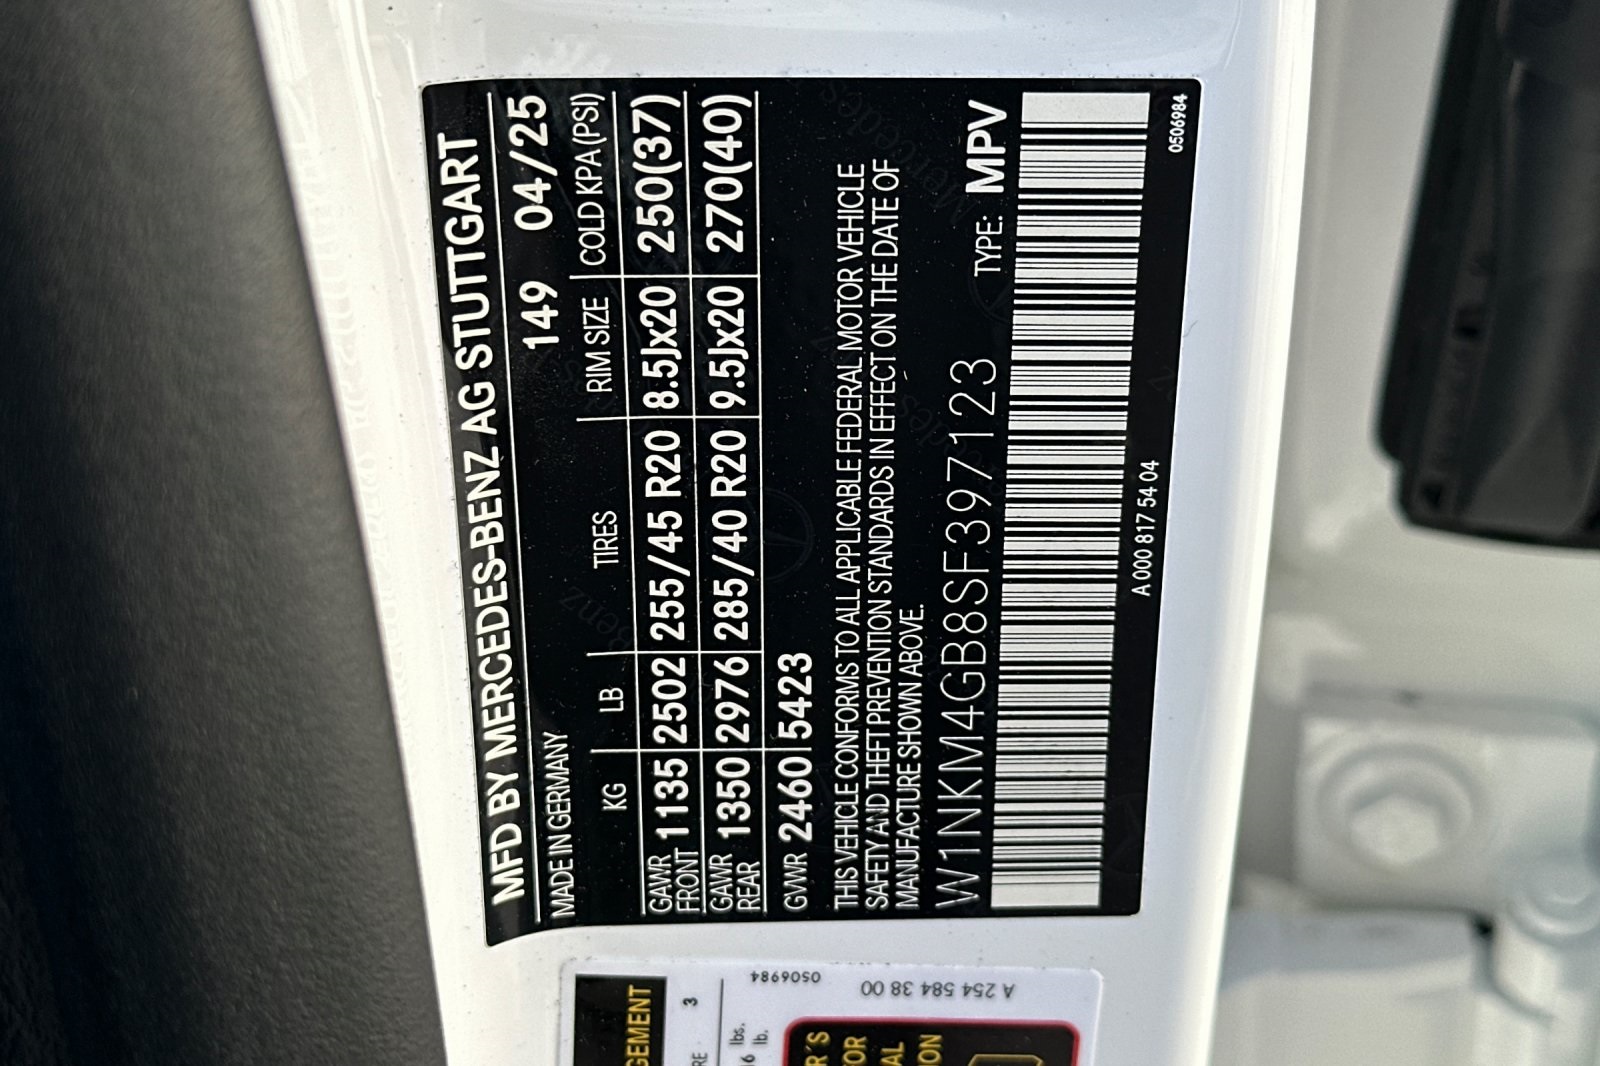 MFD BY MERCEDES-BENZ AG STUTTGART
MADE IN GERMANY 149 04/25
KG LB TIRES RIM SIZE COLD KPA(PSI)
GAWR FRONT 1135 2502 255/45 R20 8.5Jx20 250(37)
GAWR REAR 1350 2976 285/40 R20 9.5Jx20 270(40)
GVWR 2460 5423
THIS VEHICLE CONFORMS TO ALL APPLICABLE FEDERAL MOTOR VEHICLE
SAFETY AND THEFT PREVENTION STANDARDS IN EFFECT ON THE DATE OF
MANUFACTURE SHOWN ABOVE.
W1NKM4GB8SF397123 TYPE: MPV
A 000 817 54 04 0506984
3
lbs.
lb.
0506984
A 254 584 38 00